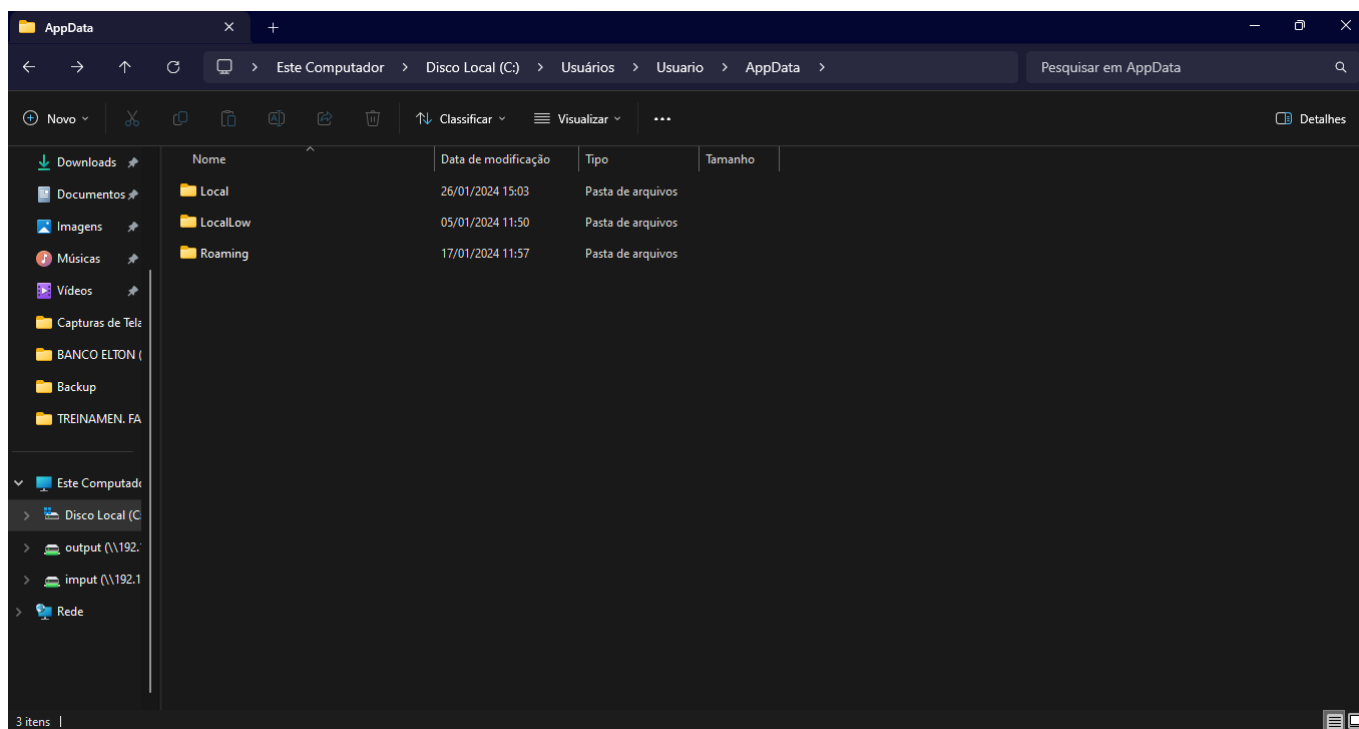 AppData
Este Computador > Disco Local (C:) > Usuários > Usuario > AppData >
Pesquisar em AppData
Novo
Classificar
Visualizar
Detalhes
Downloads
Documentos
Imagens
Músicas
Vídeos
Capturas de Tela
BANCO ELTON (
Backup
TREINAMEN. FA
Este Computado
Disco Local (C
output (\\192.
imput (\\192.1
Rede
Nome Data de modificação Tipo Tamanho
Local 26/01/2024 15:03 Pasta de arquivos
LocalLow 05/01/2024 11:50 Pasta de arquivos
Roaming 17/01/2024 11:57 Pasta de arquivos
3 itens